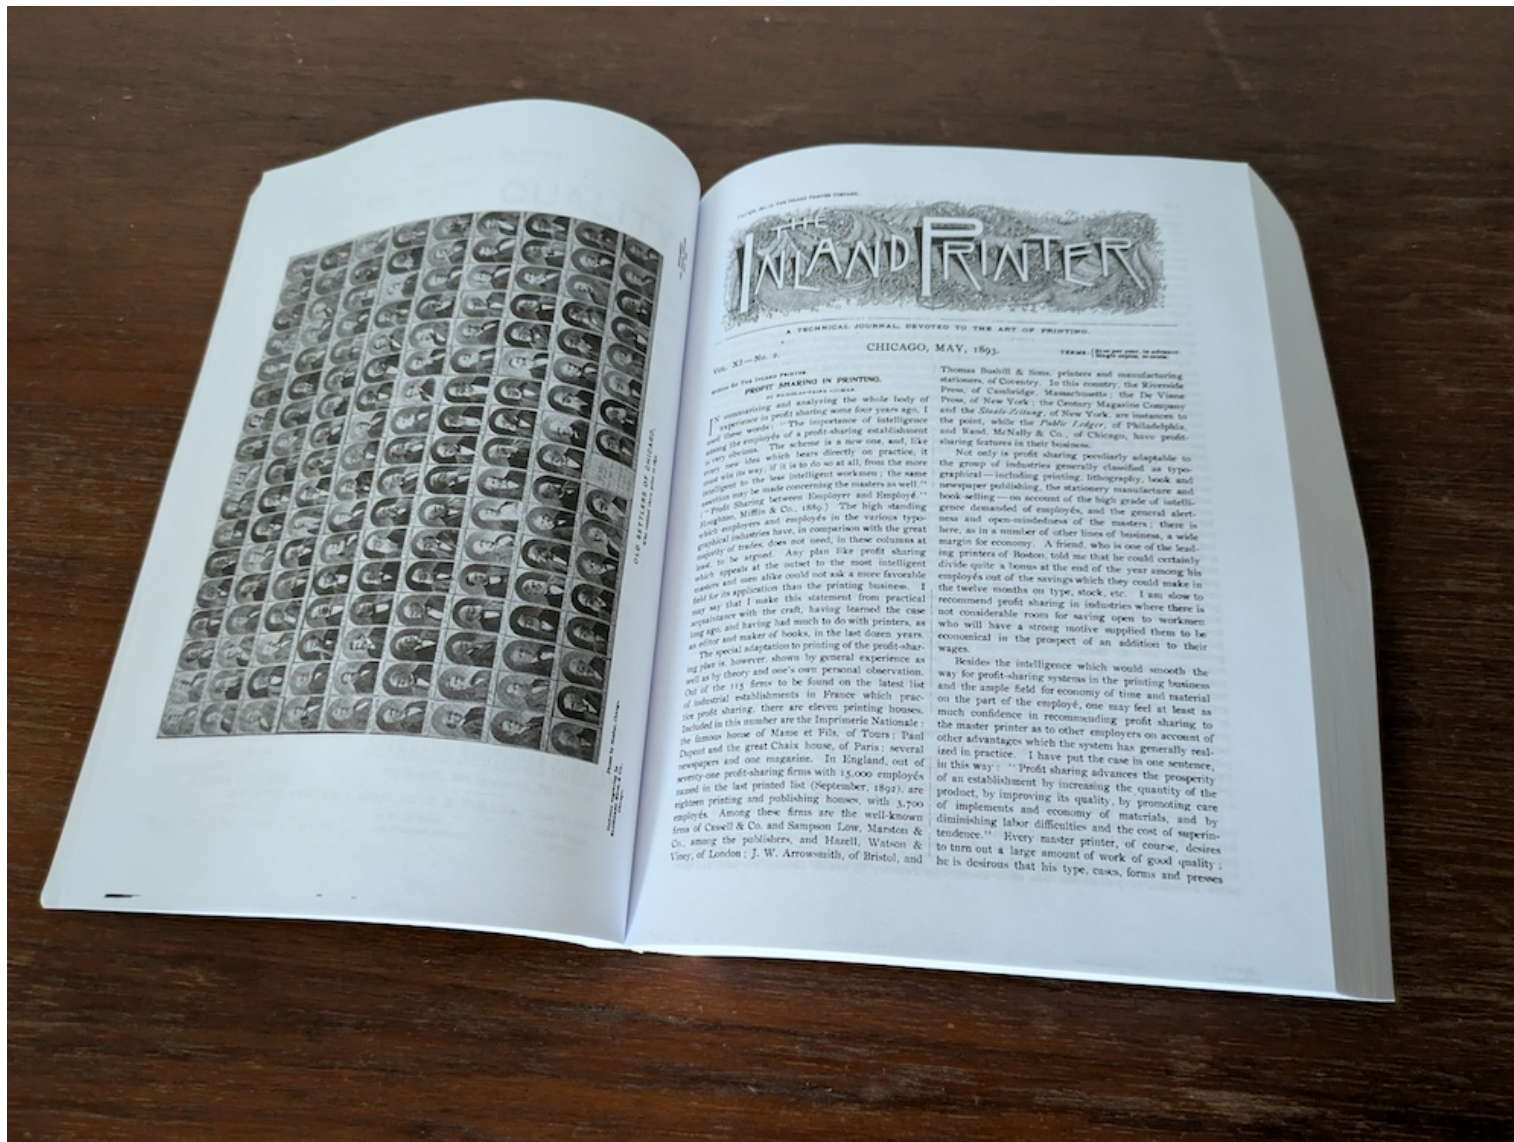 OLD SETTLERS OF CHICAGO,
THE
INLAND PRINTER
A TECHNICAL JOURNAL, DEVOTED TO THE ART OF PRINTING.
VOL. XI—No. 2.
CHICAGO, MAY, 1893.
TERMS:
Written for THE INLAND PRINTER.
PROFIT SHARING IN PRINTING.
IN summarizing and analyzing the whole body of
experience in profit sharing some four years ago, I
used these words: "The importance of intelligence
among the employés of a profit-sharing establishment
is very obvious. The scheme is a new one, and, like
every new idea which bears directly on practice, it
must win its way, if it is to do so at all, from the more
intelligent to the less intelligent workmen; the same
assertion may be made concerning the masters as well."
("Profit Sharing between Employer and Employé."
Houghton, Mifflin & Co., 1889.) The high standing
which employers and employés in the various typo-
graphical industries have, in comparison with the great
majority of trades, does not need, in these columns at
least, to be argued. Any plan like profit sharing
which appeals at the outset to the most intelligent
masters and men alike could not ask a more favorable
field for its application than the printing business. I
may say that I make this statement from practical
acquaintance with the craft, having learned the case
long ago, and having had much to do with printers, as
an editor and maker of books, in the last dozen years.
The special adaptation to printing of the profit-shar-
ing plan is, however, shown by general experience as
well as by theory and one's own personal observation.
Out of the 115 firms to be found on the latest list
of industrial establishments in France which prac-
tice profit sharing, there are eleven printing houses.
Included in this number are the Imprimerie Nationale;
the famous house of Mame et Fils, of Tours; Paul
Dupont and the great Chaix house, of Paris; several
newspapers and one magazine. In England, out of
seventy-one profit-sharing firms with 15,000 employés
named in the last printed list (September, 1892), are
eighteen printing and publishing houses, with 3,700
employés. Among these firms are the well-known
firms of Cassell & Co. and Sampson Low, Marston &
Co., among the publishers, and Hazell, Watson &
Viney, of London; J. W. Arrowsmith, of Bristol, and
Thomas Bushill & Sons, printers and manufacturing
stationers, of Coventry. In this country, the Riverside
Press, of Cambridge, Massachusetts; the De Vinne
Press, of New York; the Century Magazine Company
and the Staats-Zeitung, of New York, are instances to
the point, while the Public Ledger, of Philadelphia,
and Rand, McNally & Co., of Chicago, have profit-
sharing features in their business.
Not only is profit sharing peculiarly adaptable to
the group of industries generally classified as typo-
graphical—including printing, lithography, book and
newspaper publishing, the stationery manufacture and
book selling—on account of the high grade of intelli-
gence demanded of employés, and the general alert-
ness and open-mindedness of the masters; there is
here, as in a number of other lines of business, a wide
margin for economy. A friend, who is one of the lead-
ing printers of Boston, told me that he could certainly
divide quite a bonus at the end of the year among his
employés out of the savings which they could make in
the twelve months on type, stock, etc. I am slow to
recommend profit sharing in industries where there is
not considerable room for saving open to workmen
who will have a strong motive supplied them to be
economical in the prospect of an addition to their
wages.
Besides the intelligence which would smooth the
way for profit-sharing systems in the printing business
and the ample field for economy of time and material
on the part of the employé, one may feel at least as
much confidence in recommending profit sharing to
the master printer as to other employers on account of
other advantages which the system has generally real-
ized in practice. I have put the case in one sentence,
in this way: "Profit sharing advances the prosperity
of an establishment by increasing the quantity of the
product, by improving its quality, by promoting care
of implements and economy of materials, and by
diminishing labor difficulties and the cost of superin-
tendence." Every master printer, of course, desires
to turn out a large amount of work of good quality;
he is desirous that his type, cases, forms and presses